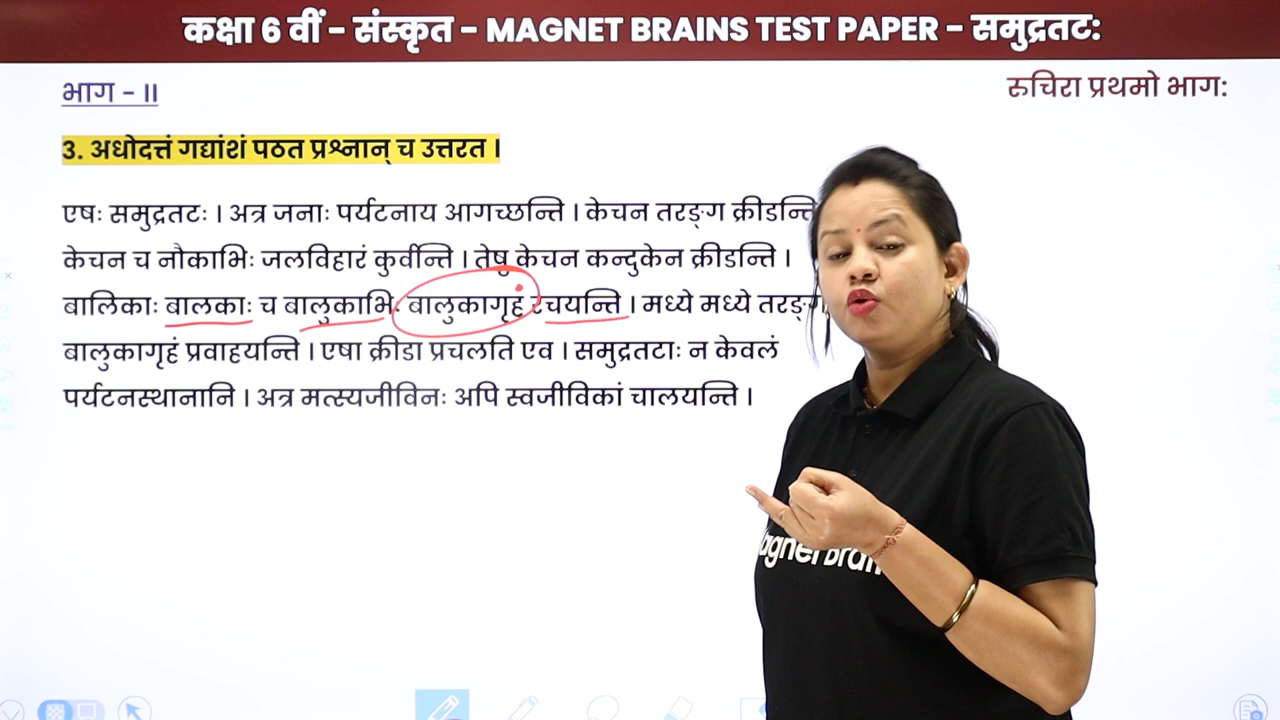 कक्षा 6 वीं - संस्कृत - MAGNET BRAINS TEST PAPER - समुद्रतट:
भाग - II
रुचिरा प्रथमो भाग:
3. अधोदत्तं गद्यांशं पठत प्रश्नान् च उत्तरत ।
एषः समुद्रतटः । अत्र जनाः पर्यटनाय आगच्छन्ति । केचन तरङ्ग क्रीडन्ति
केचन च नौकाभिः जलविहारं कुर्वन्ति । तेषु केचन कन्दुकेन क्रीडन्ति ।
बालिकाः बालकाः च बालुकाभिः बालुकागृहं रचयन्ति । मध्ये मध्ये
बालुकागृहं प्रवाहयन्ति । एषा क्रीडा प्रचलति एव । समुद्रतटाः न केवलं
पर्यटनस्थानानि । अत्र मत्स्यजीविनः अपि स्वजीविकां चालयन्ति ।